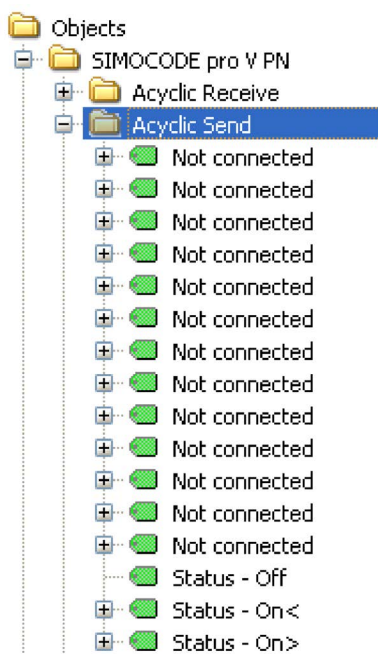 Objects
SIMOCODE pro V PN
Acyclic Receive
Acyclic Send
Not connected
Not connected
Not connected
Not connected
Not connected
Not connected
Not connected
Not connected
Not connected
Not connected
Not connected
Not connected
Not connected
Status - Off
Status - On<
Status - On>